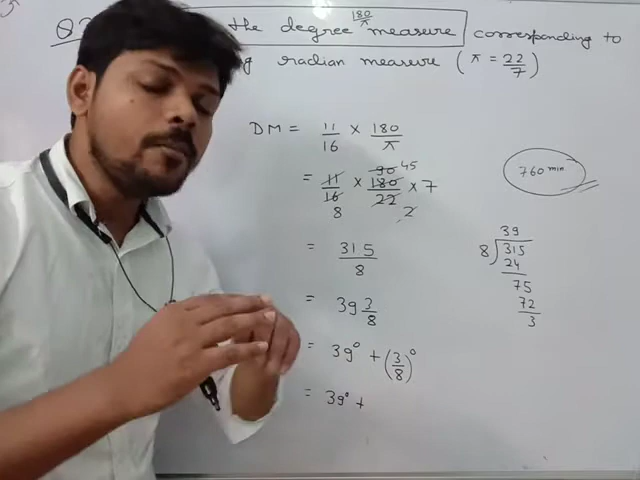 Q2 the degree 180/π measure corresponding to
radian measure ( π = 22/7 )
DM = 11/16 × 180/π
= 11/16 8 × 90 45 180/22 2 × 7
760 min
= 315/8
39
8 315
24
75
72
3
= 39 3/8
= 39° + (3/8)°
= 39° +